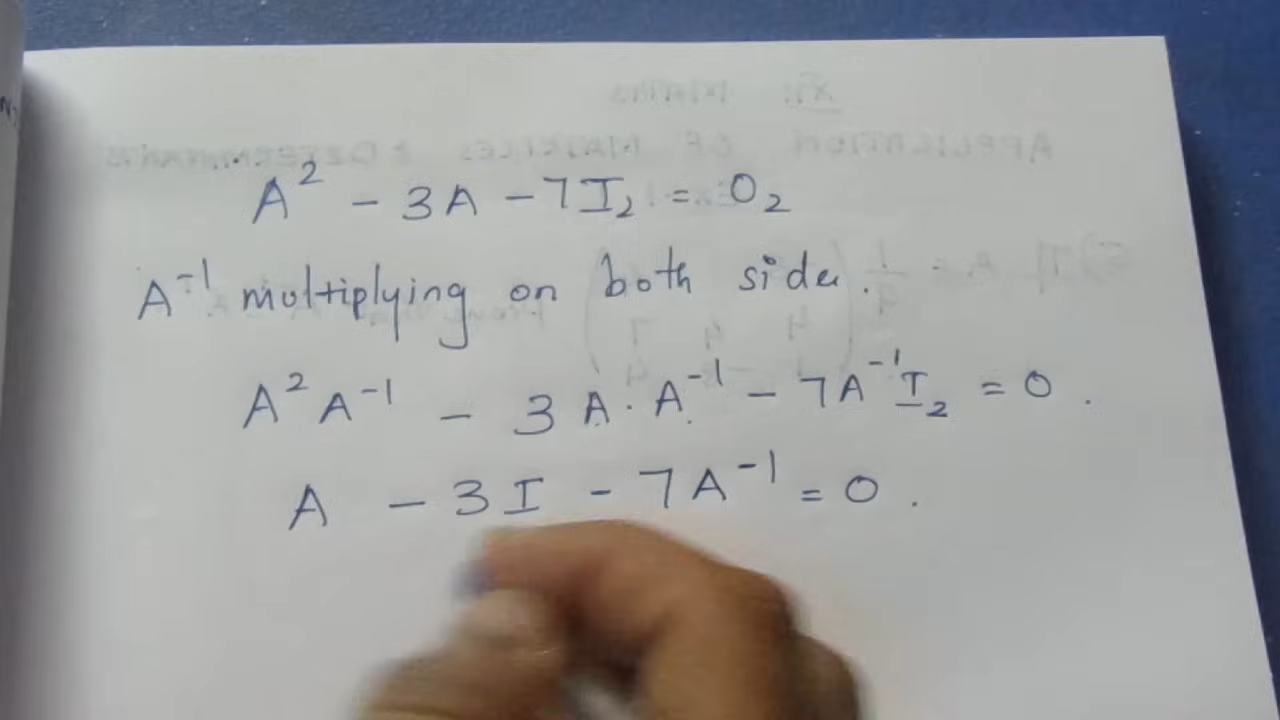 A² - 3A - 7I₂ = O₂
A⁻¹ multiplying on both side.
A²A⁻¹ - 3A·A⁻¹ - 7A⁻¹I₂ = 0.
A - 3I - 7A⁻¹ = 0.